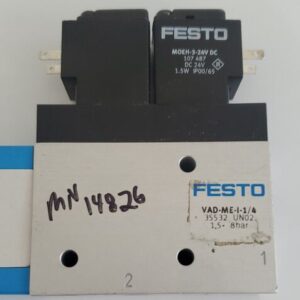 FESTO
MOEH-3-24V DC
107 487
DC 24V
1.5W IP00/65
MN 14826
FESTO
VAD-ME-I-1/4
35532 UN02
1,5- 8bar
1
2